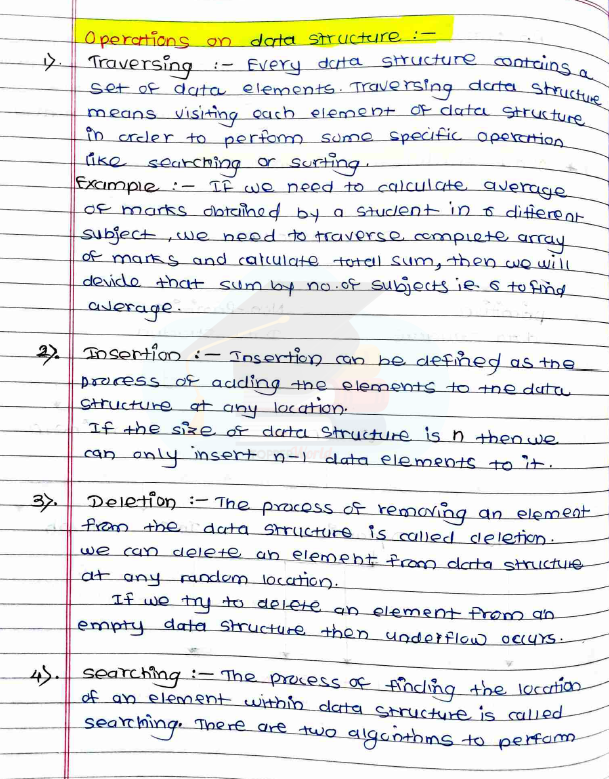 Operations on data structure :-
1). Traversing :- Every data structure contains a
set of data elements. Traversing data structure
means visiting each element of data structure
in order to perform some specific operation
like searching or sorting.
Example :- If we need to calculate average
of marks obtained by a student in 6 different
subject, we need to traverse complete array
of marks and calculate total sum, then we will
devide that sum by no. of subjects i.e. 6 to find
average.
2). Insertion :- Insertion can be defined as the
process of adding the elements to the data
structure at any location.
If the size of data structure is n then we
can only insert n-1 data elements to it.
3). Deletion :- The process of removing an element
from the data structure is called deletion.
we can delete an element from data structure
at any random location.
If we try to delete an element from an
empty data structure then underflow occurs.
4). searching :- The process of finding the location
of an element within data structure is called
searching. There are two algorithms to perform